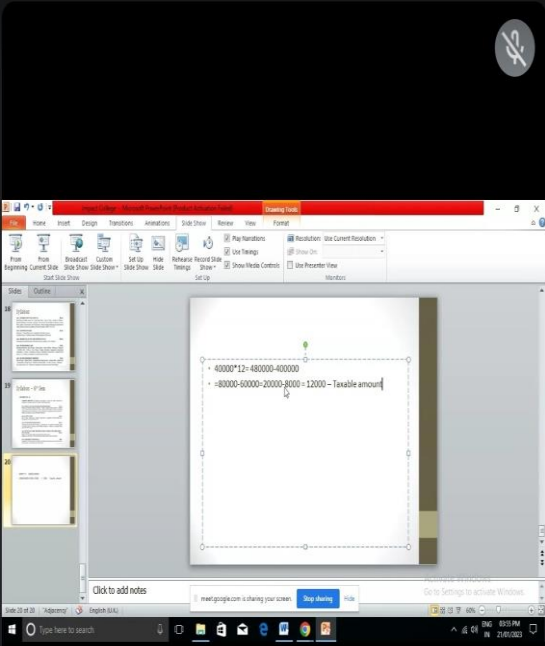 Impact College - Microsoft PowerPoint (Product Activation Failed)
Drawing Tools
File Home Insert Design Transitions Animations Slide Show Review View Format
From Beginning
From Current Slide
Broadcast Slide Show
Custom Slide Show
Set Up Slide Show
Hide Slide
Rehearse Timings
Record Slide Show
Play Narrations
Use Timings
Show Media Controls
Resolution: Use Current Resolution
Show On:
Use Presenter View
Start Slide Show
Set Up
Monitors
Slides Outline
18
19
20
• 40000*12=480000-400000
• =80000-60000=20000-8000=12000 – Taxable amount
Click to add notes
Activate Windows
Go to Settings to activate Windows.
meet.google.com is sharing your screen.
Stop sharing
Hide
Slide 20 of 20 "Adjacency" English (U.K.) 60%
Type here to search
ENG
IN
03:55 PM
21/01/2023